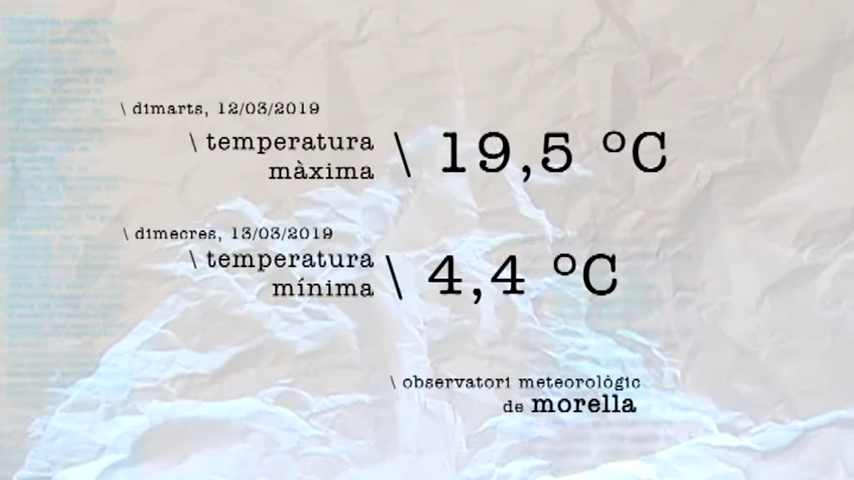 \ dimarts, 12/03/2019
\ temperatura
màxima \ 19,5 ºC
\ dimecres, 13/03/2019
\ temperatura
mínima \ 4,4 ºC
\ observatori meteorològic
de morella